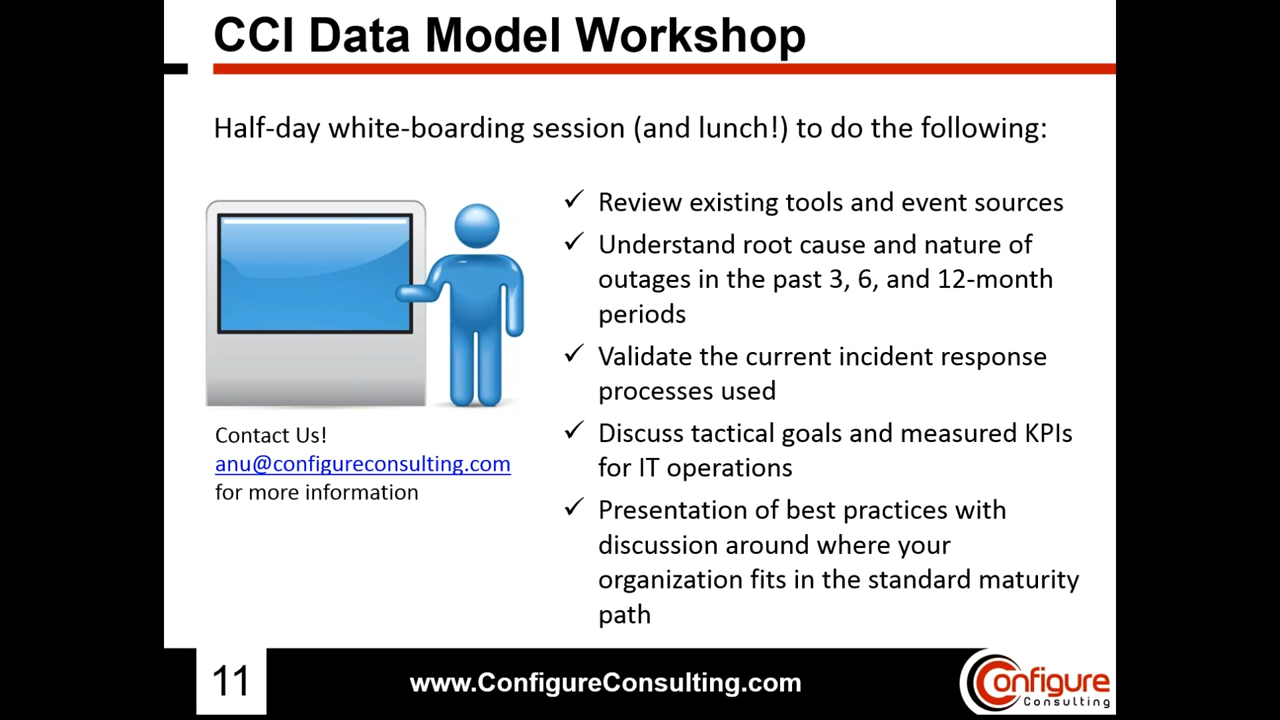 CCI Data Model Workshop
Half-day white-boarding session (and lunch!) to do the following:
✓ Review existing tools and event sources
✓ Understand root cause and nature of
outages in the past 3, 6, and 12-month
periods
✓ Validate the current incident response
processes used
✓ Discuss tactical goals and measured KPIs
for IT operations
✓ Presentation of best practices with
discussion around where your
organization fits in the standard maturity
path
Contact Us!
anu@configureconsulting.com
for more information
11
www.ConfigureConsulting.com
Configure
Consulting